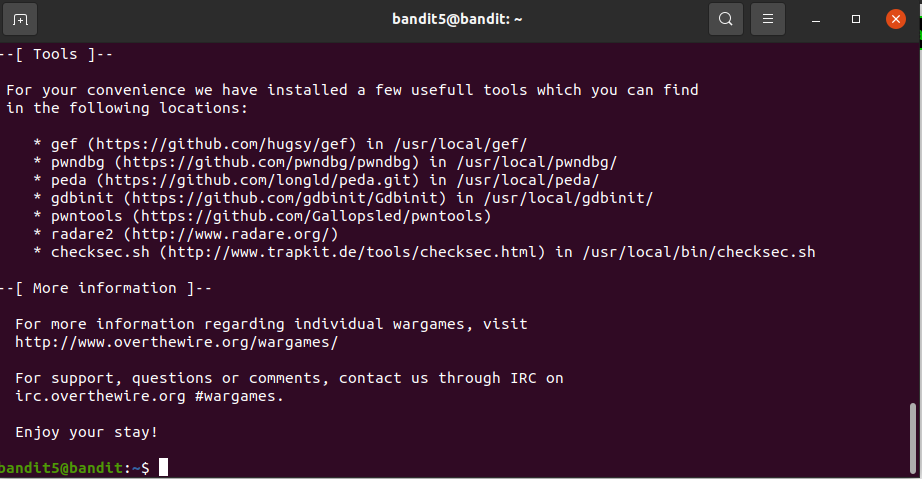 bandit5@bandit: ~
--[ Tools ]--
For your convenience we have installed a few usefull tools which you can find
in the following locations:
* gef (https://github.com/hugsy/gef) in /usr/local/gef/
* pwndbg (https://github.com/pwndbg/pwndbg) in /usr/local/pwndbg/
* peda (https://github.com/longld/peda.git) in /usr/local/peda/
* gdbinit (https://github.com/gdbinit/Gdbinit) in /usr/local/gdbinit/
* pwntools (https://github.com/Gallopsled/pwntools)
* radare2 (http://www.radare.org/)
* checksec.sh (http://www.trapkit.de/tools/checksec.html) in /usr/local/bin/checksec.sh
--[ More information ]--
For more information regarding individual wargames, visit
http://www.overthewire.org/wargames/
For support, questions or comments, contact us through IRC on
irc.overthewire.org #wargames.
Enjoy your stay!
bandit5@bandit:~$